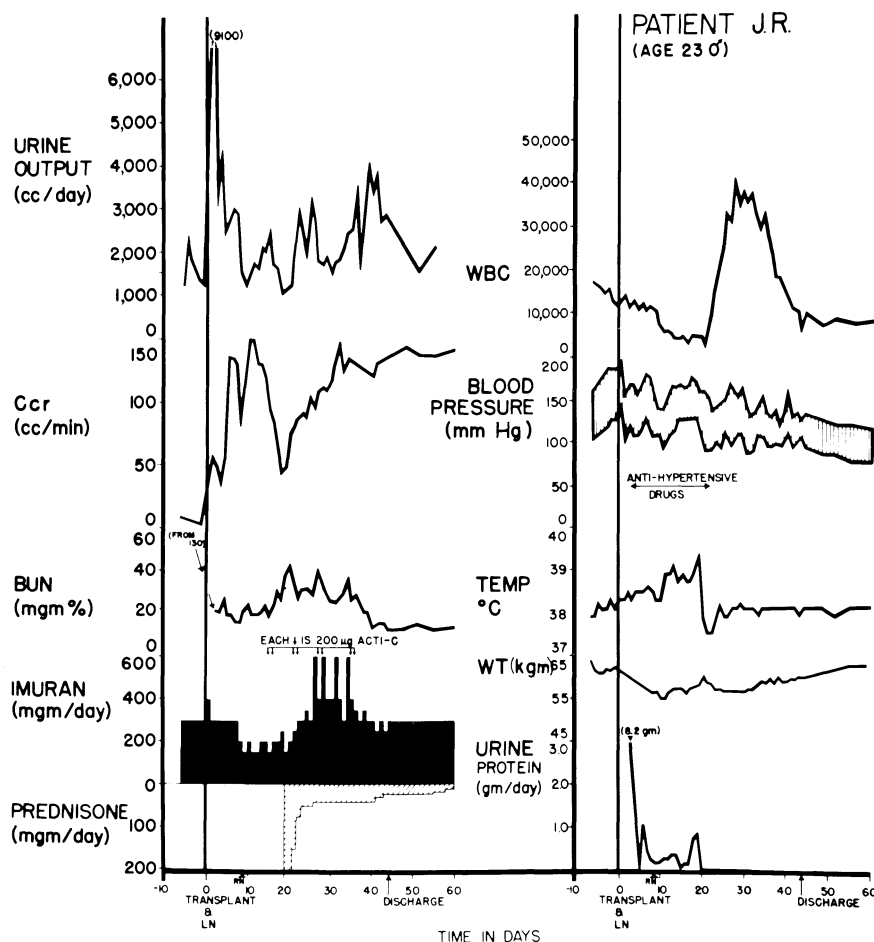 PATIENT J.R.
(AGE 23 ♂)
(9100)
6,000
5,000
4,000
3,000
2,000
1,000
0
URINE
OUTPUT
(cc/day)
150
100
50
0
Ccr
(cc/min)
(FROM
130)
60
40
20
0
BUN
(mgm%)
EACH ↓ IS 200 µg ACTI-C
600
400
200
0
IMURAN
(mgm/day)
100
200
PREDNISONE
(mgm/day)
-10 0 10 20 30 40 50 60
RN
TRANSPLANT
&
LN
DISCHARGE
50,000
40,000
30,000
20,000
10,000
0
WBC
200
150
100
50
0
BLOOD
PRESSURE
(mm Hg)
ANTI-HYPERTENSIVE
DRUGS
40
39
38
37
TEMP
°C
65
55
45
WT(kgm)
(8.2 gm)
3.0
2.0
1.0
URINE
PROTEIN
(gm/day)
-10 0 10 20 30 40 50 60
RN
TRANSPLANT
&
LN
DISCHARGE
TIME IN DAYS